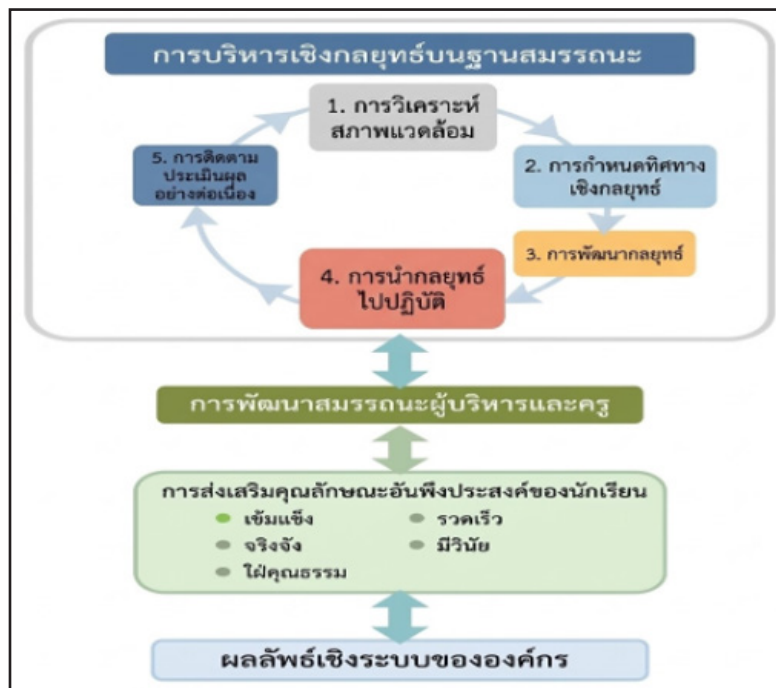 การบริหารเชิงกลยุทธ์บนฐานสมรรถนะ
1. การวิเคราะห์
สภาพแวดล้อม
2. การกำหนดทิศทาง
เชิงกลยุทธ์
3. การพัฒนากลยุทธ์
4. การนำกลยุทธ์
ไปปฏิบัติ
5. การติดตาม
ประเมินผล
อย่างต่อเนื่อง
การพัฒนาสมรรถนะผู้บริหารและครู
การส่งเสริมคุณลักษณะอันพึงประสงค์ของนักเรียน
เข้มแข็ง
รวดเร็ว
จริงจัง
มีวินัย
ใฝ่คุณธรรม
ผลลัพธ์เชิงระบบขององค์กร